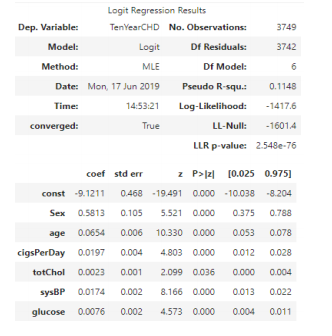 Logit Regression Results
Dep. Variable: TenYearCHD No. Observations: 3749
Model: Logit Df Residuals: 3742
Method: MLE Df Model: 6
Date: Mon, 17 Jun 2019 Pseudo R-squ.: 0.1148
Time: 14:53:21 Log-Likelihood: -1417.6
converged: True LL-Null: -1601.4
LLR p-value: 2.548e-76
coef std err z P>|z| [0.025 0.975]
const -9.1211 0.468 -19.491 0.000 -10.038 -8.204
Sex 0.5813 0.105 5.521 0.000 0.375 0.788
age 0.0654 0.006 10.330 0.000 0.053 0.078
cigsPerDay 0.0197 0.004 4.803 0.000 0.012 0.028
totChol 0.0023 0.001 2.099 0.036 0.000 0.004
sysBP 0.0174 0.002 8.166 0.000 0.013 0.022
glucose 0.0076 0.002 4.573 0.000 0.004 0.011